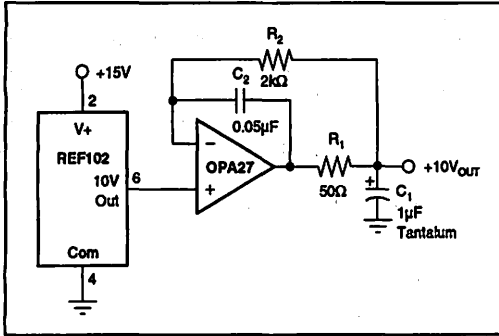 +15V
2
V+
REF102
10V
Out
6
Com
4
R2
2kΩ
C2
0.05µF
−
+
OPA27
R1
50Ω
+10VOUT
+
C1
1µF
Tantalum